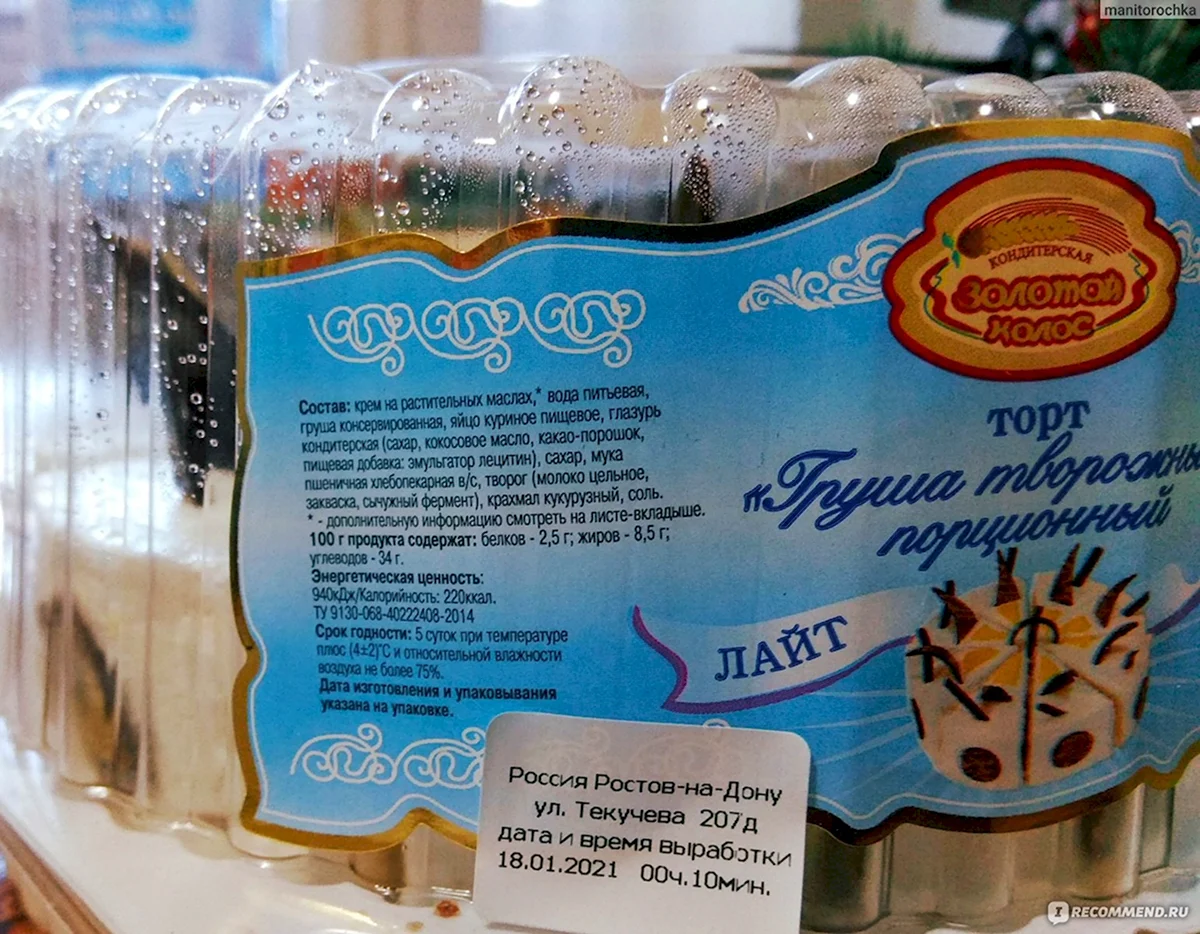 manitorochka
КОНДИТЕРСКАЯ
ЗОЛОТОЙ
КОЛОС
торт
"Груша творожны
порционный
ЛАЙТ
Состав: крем на растительных маслах,* вода питьевая,
груша консервированная, яйцо куриное пищевое, глазурь
кондитерская (сахар, кокосовое масло, какао-порошок,
пищевая добавка: эмульгатор лецитин), сахар, мука
пшеничная хлебопекарная в/с, творог (молоко цельное,
закваска, сычужный фермент), крахмал кукурузный, соль.
* - дополнительную информацию смотреть на листе-вкладыше.
100 г продукта содержат: белков - 2,5 г; жиров - 8,5 г;
углеводов - 34 г.
Энергетическая ценность:
940кДж/Калорийность: 220ккал.
ТУ 9130-068-40222408-2014
Срок годности: 5 суток при температуре
плюс (4±2)°С и относительной влажности
воздуха не более 75%.
Дата изготовления и упаковывания
указана на упаковке.
Россия Ростов-на-Дону
ул. Текучева 207д
дата и время выработки
18.01.2021 00ч.10мин.
IRECOMMEND.RU